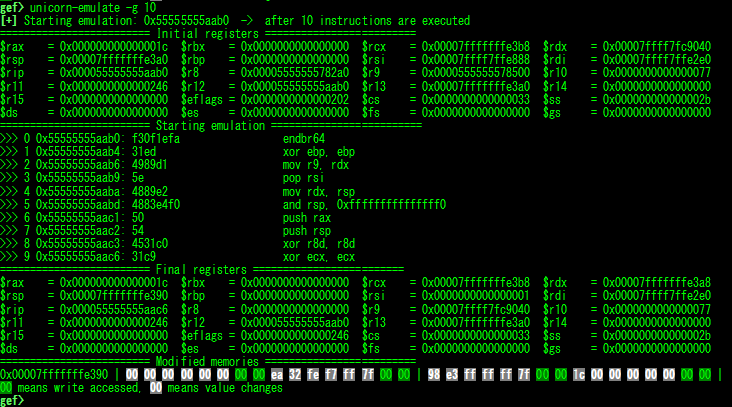 gef> unicorn-emulate -g 10
[+] Starting emulation: 0x55555555aab0 -> after 10 instructions are executed
========================= Initial registers =========================
$rax = 0x000000000000001c $rbx = 0x0000000000000000 $rcx = 0x00007fffffffe3b8 $rdx = 0x00007ffff7fc9040
$rsp = 0x00007fffffffe3a0 $rbp = 0x0000000000000000 $rsi = 0x00007ffff7ffe888 $rdi = 0x00007ffff7ffe2e0
$rip = 0x000055555555aab0 $r8 = 0x00005555555782a0 $r9 = 0x0000555555578500 $r10 = 0x0000000000000077
$r11 = 0x0000000000000246 $r12 = 0x000055555555aab0 $r13 = 0x00007fffffffe3a0 $r14 = 0x0000000000000000
$r15 = 0x0000000000000000 $eflags = 0x0000000000000202 $cs = 0x0000000000000033 $ss = 0x000000000000002b
$ds = 0x0000000000000000 $es = 0x0000000000000000 $fs = 0x0000000000000000 $gs = 0x0000000000000000
========================= Starting emulation =========================
>>> 0 0x55555555aab0: f30f1efa endbr64
>>> 1 0x55555555aab4: 31ed xor ebp, ebp
>>> 2 0x55555555aab6: 4989d1 mov r9, rdx
>>> 3 0x55555555aab9: 5e pop rsi
>>> 4 0x55555555aaba: 4889e2 mov rdx, rsp
>>> 5 0x55555555aabd: 4883e4f0 and rsp, 0xfffffffffffffff0
>>> 6 0x55555555aac1: 50 push rax
>>> 7 0x55555555aac2: 54 push rsp
>>> 8 0x55555555aac3: 4531c0 xor r8d, r8d
>>> 9 0x55555555aac6: 31c9 xor ecx, ecx
========================= Final registers =========================
$rax = 0x000000000000001c $rbx = 0x0000000000000000 $rcx = 0x00007fffffffe3b8 $rdx = 0x00007fffffffe3a8
$rsp = 0x00007fffffffe390 $rbp = 0x0000000000000000 $rsi = 0x0000000000000001 $rdi = 0x00007ffff7ffe2e0
$rip = 0x000055555555aac6 $r8 = 0x0000000000000000 $r9 = 0x00007ffff7fc9040 $r10 = 0x0000000000000077
$r11 = 0x0000000000000246 $r12 = 0x000055555555aab0 $r13 = 0x00007fffffffe3a0 $r14 = 0x0000000000000000
$r15 = 0x0000000000000000 $eflags = 0x0000000000000246 $cs = 0x0000000000000033 $ss = 0x000000000000002b
$ds = 0x0000000000000000 $es = 0x0000000000000000 $fs = 0x0000000000000000 $gs = 0x0000000000000000
========================= Modified memories =========================
0x00007fffffffe390 | 00 00 00 00 00 00 00 00 ea 32 fe f7 ff 7f 00 00 | 98 e3 ff ff ff 7f 00 00 1c 00 00 00 00 00 00 00 |
00 means write accessed, 00 means value changes
gef>